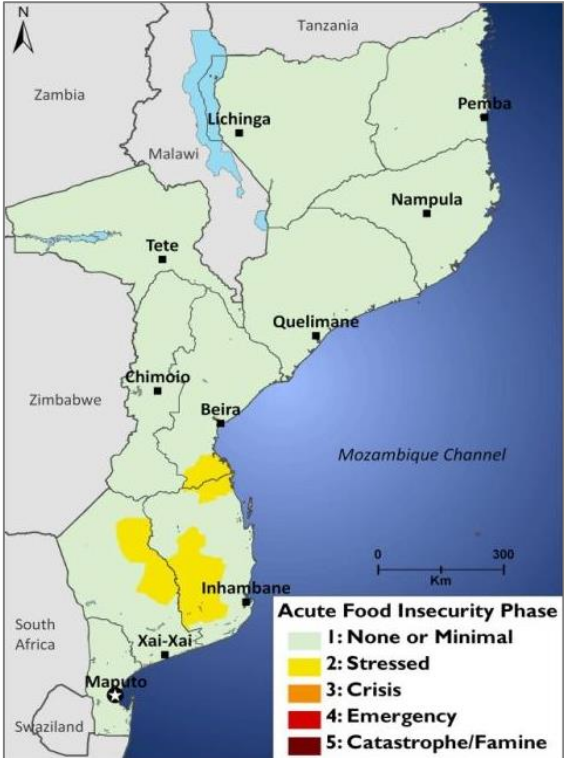 N
Tanzania
Zambia
Pemba
Lichinga
Malawi
Nampula
Tete
Quelimane
Chimoio
Zimbabwe
Beira
Mozambique Channel
0 300
Km
Inhambane
South
Africa
Xai-Xai
Maputo
Swaziland
Acute Food Insecurity Phase
1: None or Minimal
2: Stressed
3: Crisis
4: Emergency
5: Catastrophe/Famine